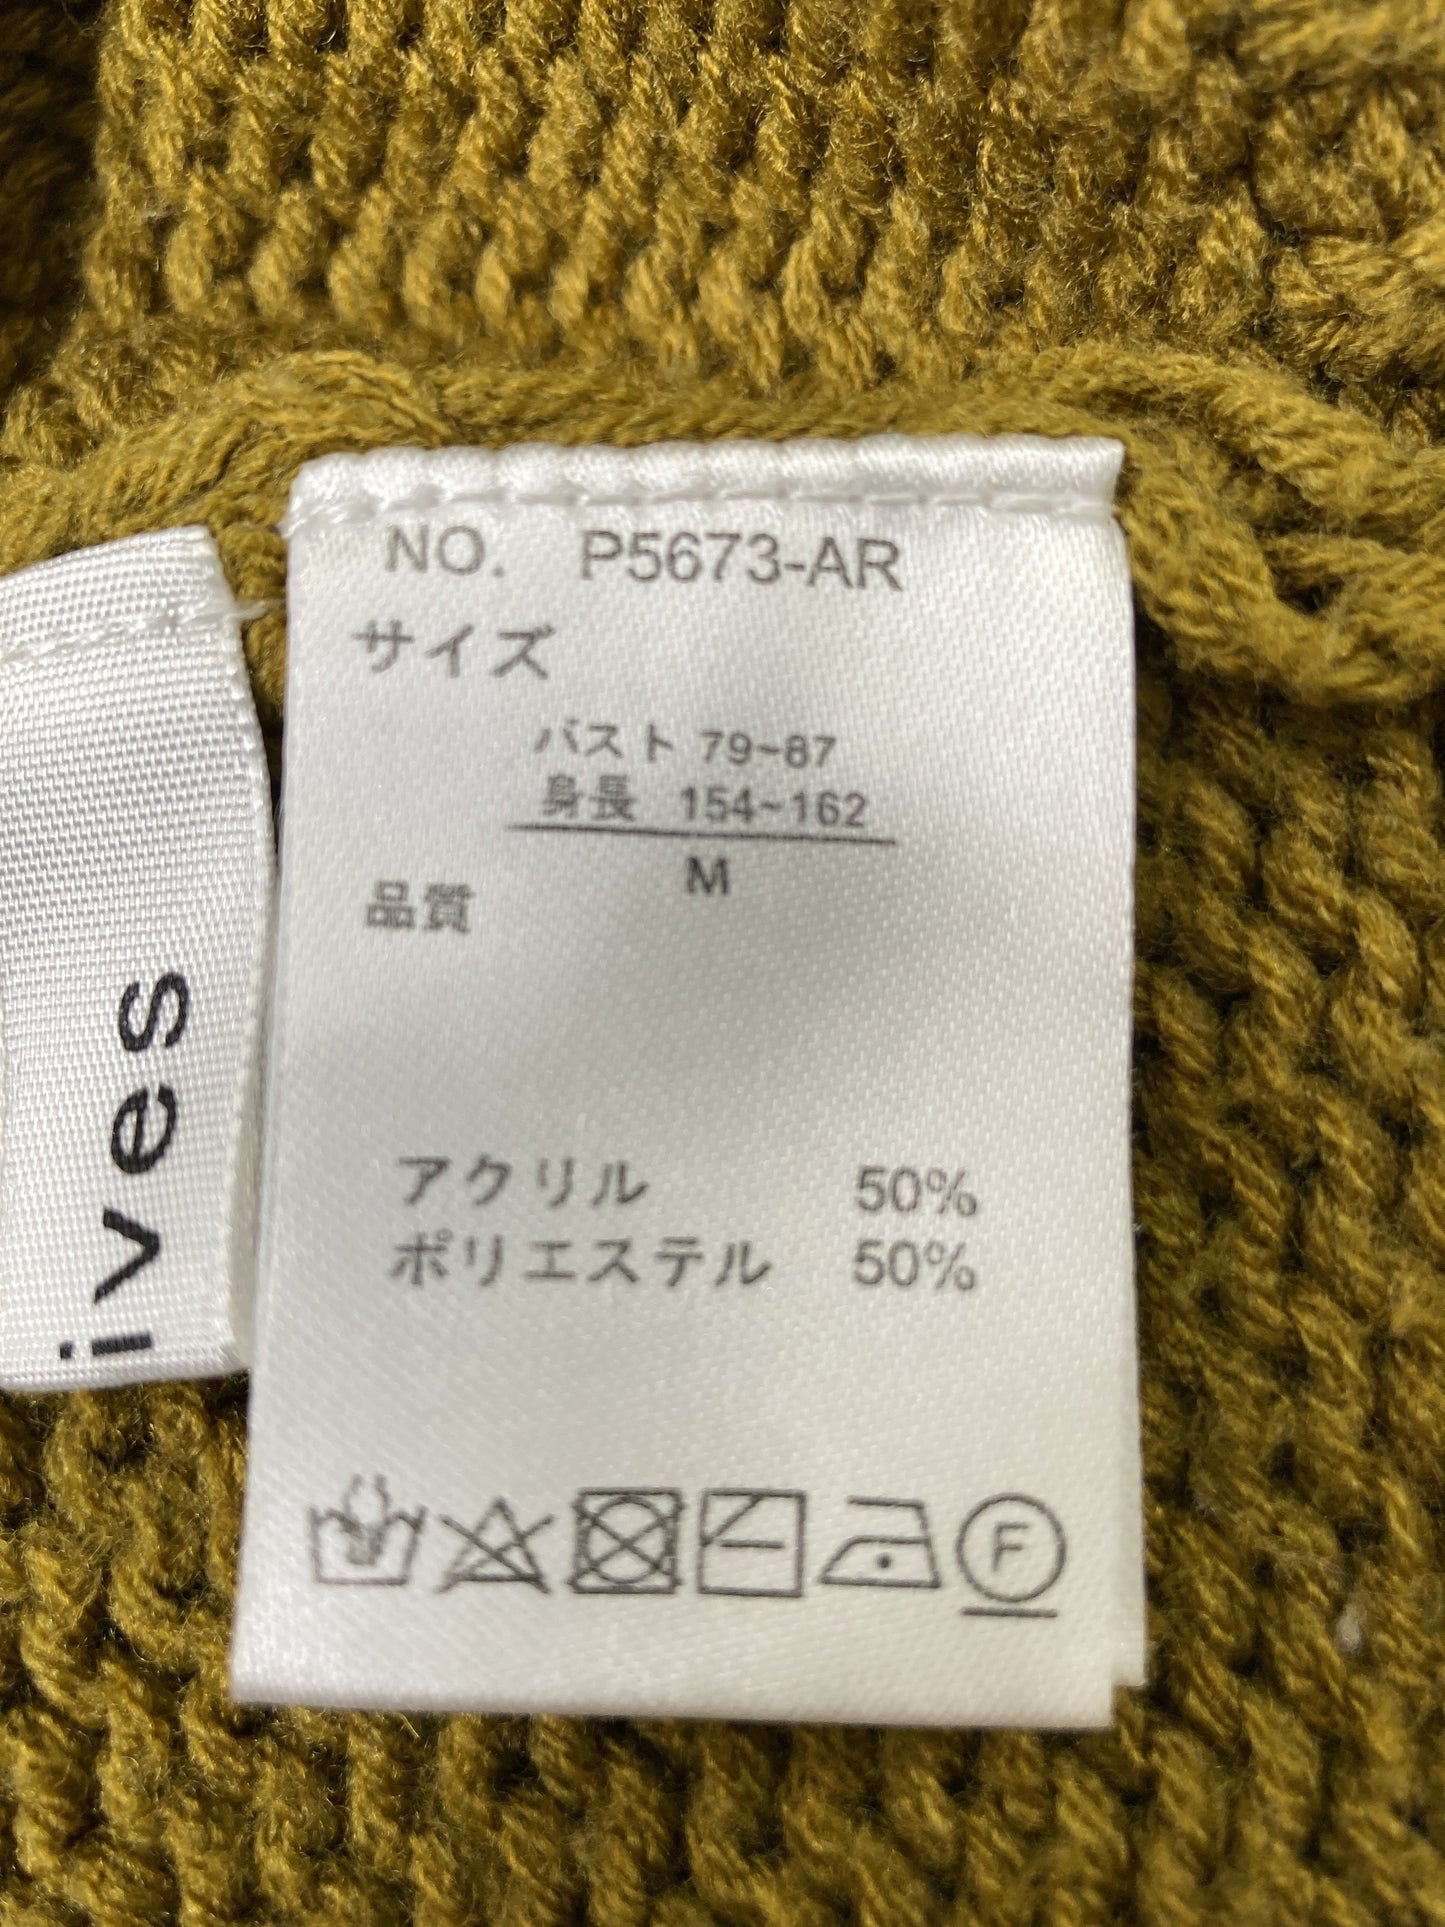 NO. P5673-AR
サイズ
バスト 79~87
身長 154~162
M
品質
アクリル 50%
ポリエステル 50%
F
ives